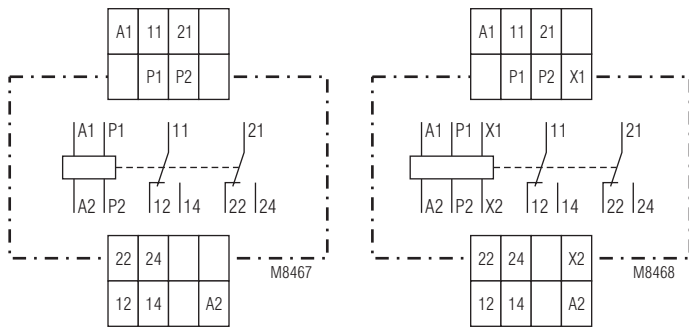 A1 11 21
P1 P2
A1 P1 11 21
A2 P2 12 14 22 24
22 24
M8467
12 14 A2
A1 11 21
P1 P2 X1
A1 P1 X1 11 21
A2 P2 X2 12 14 22 24
22 24 X2
M8468
12 14 A2